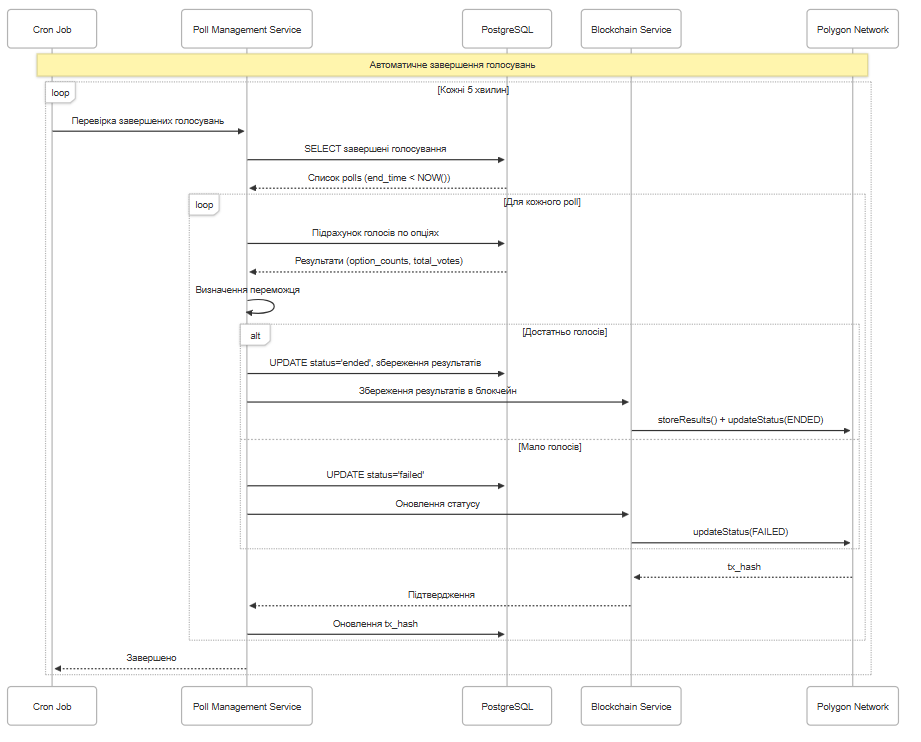 Cron Job
Poll Management Service
PostgreSQL
Blockchain Service
Polygon Network
Автоматичне завершення голосувань
loop
[Кожні 5 хвилин]
Перевірка завершених голосувань
SELECT завершені голосування
Список polls (end_time < NOW())
loop
[Для кожного poll]
Підрахунок голосів по опціях
Результати (option_counts, total_votes)
Визначення переможця
alt
[Достатньо голосів]
UPDATE status='ended', збереження результатів
Збереження результатів в блокчейн
storeResults() + updateStatus(ENDED)
[Мало голосів]
UPDATE status='failed'
Оновлення статусу
updateStatus(FAILED)
tx_hash
Підтвердження
Оновлення tx_hash
Завершено
Cron Job
Poll Management Service
PostgreSQL
Blockchain Service
Polygon Network